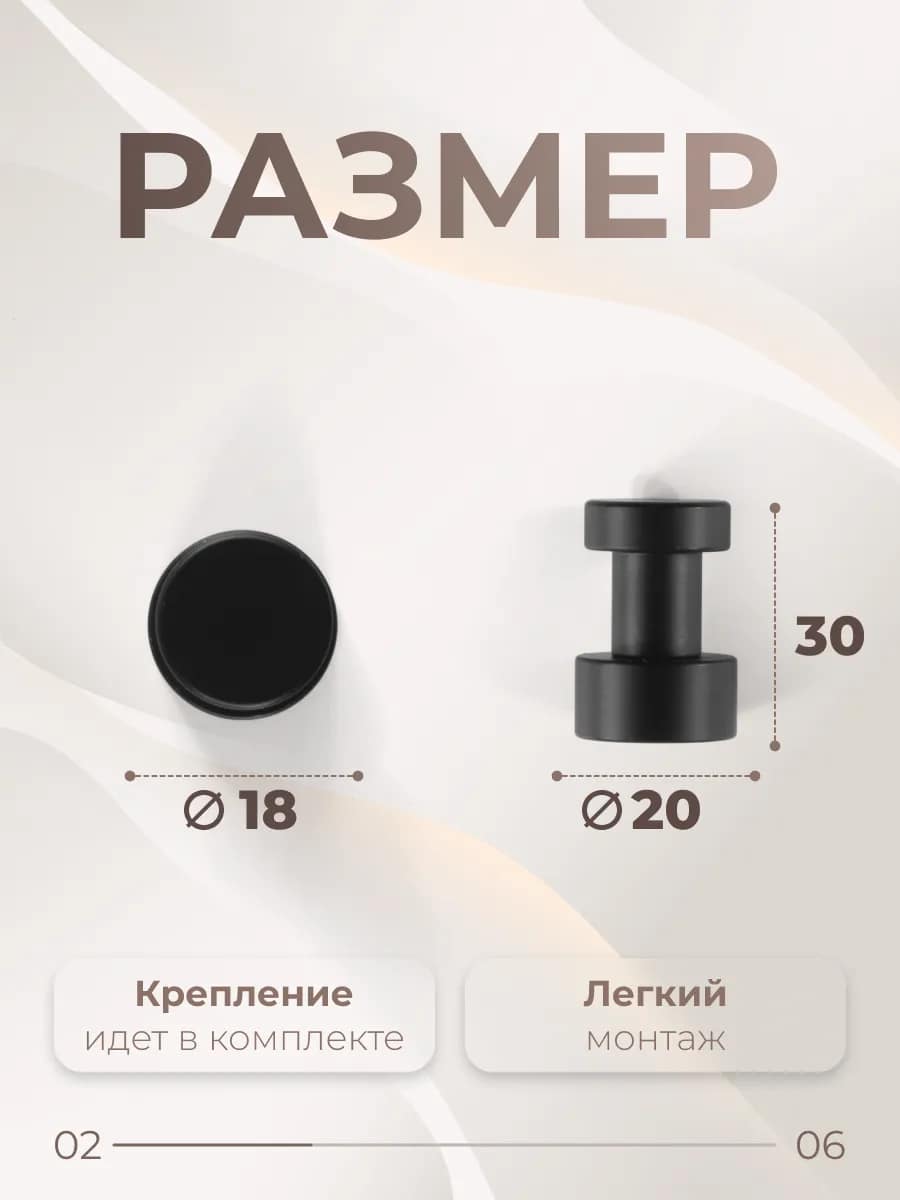 РАЗМЕР
30
⌀ 18
⌀ 20
Крепление
идет в комплекте
Легкий
монтаж
02
06